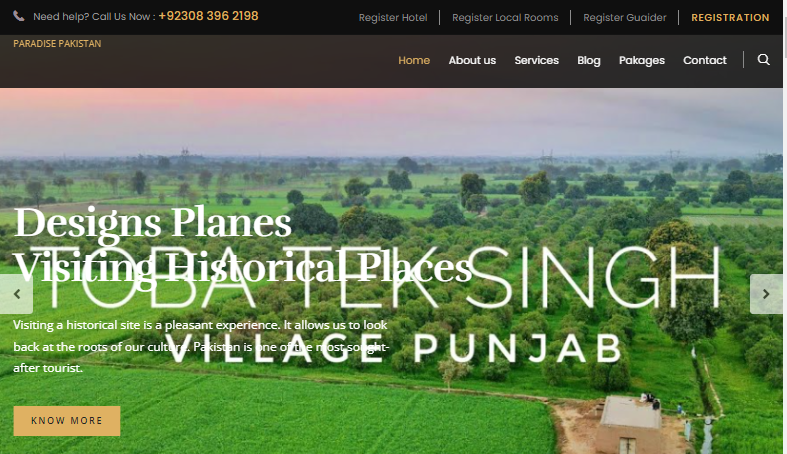 Need help? Call Us Now : +92308 396 2198
Register Hotel
Register Local Rooms
Register Guaider
REGISTRATION
PARADISE PAKISTAN
Home
About us
Services
Blog
Pakages
Contact
Designs Planes
Visiting Historical Places
TOBA TEK SINGH
VILLAGE PUNJAB
Visiting a historical site is a pleasant experience. It allows us to look
back at the roots of our culture. Pakistan is one of the most sought-
after tourist.
KNOW MORE